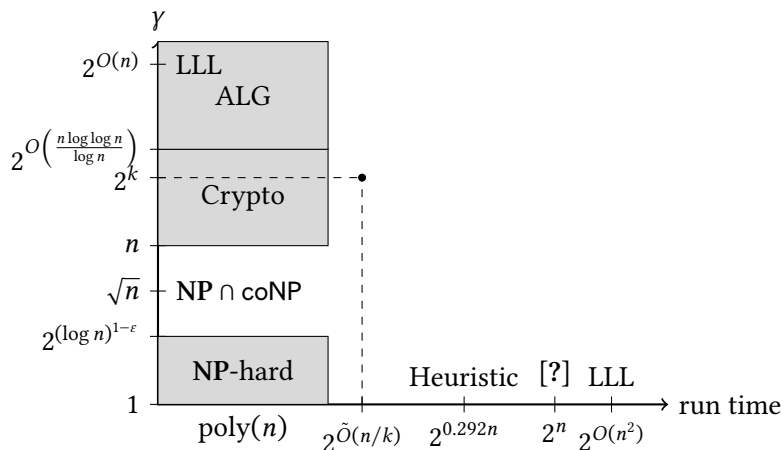 γ
2^{O(n)} LLL
ALG
2^{O(\frac{n \log \log n}{\log n})}
2^k
Crypto
n
√n NP ∩ coNP
2^{(\log n)^{1-ε}}
NP-hard
Heuristic [?] LLL
1
run time
poly(n) 2^{Õ(n/k)} 2^{0.292n} 2^n 2^{O(n^2)}